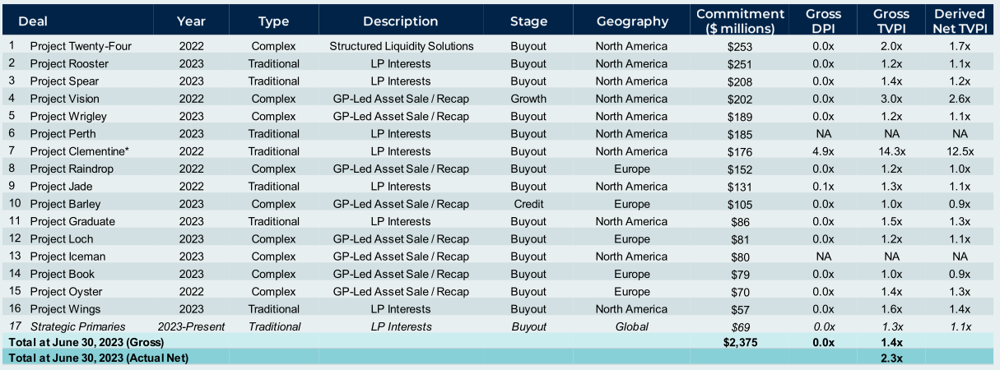 Deal Year Type Description Stage Geography Commitment ($ millions) Gross DPI Gross TVPI Derived Net TVPI
1 Project Twenty-Four 2022 Complex Structured Liquidity Solutions Buyout North America $253 0.0x 2.0x 1.7x
2 Project Rooster 2023 Traditional LP Interests Buyout North America $251 0.0x 1.2x 1.1x
3 Project Spear 2023 Traditional LP Interests Buyout North America $208 0.0x 1.4x 1.2x
4 Project Vision 2022 Complex GP-Led Asset Sale / Recap Growth North America $202 0.0x 3.0x 2.6x
5 Project Wrigley 2023 Complex GP-Led Asset Sale / Recap Buyout North America $189 0.0x 1.2x 1.1x
6 Project Perth 2023 Traditional LP Interests Buyout North America $185 NA NA NA
7 Project Clementine* 2022 Traditional LP Interests Buyout North America $176 4.9x 14.3x 12.5x
8 Project Raindrop 2022 Complex GP-Led Asset Sale / Recap Buyout Europe $152 0.0x 1.2x 1.0x
9 Project Jade 2022 Traditional LP Interests Buyout North America $131 0.1x 1.3x 1.1x
10 Project Barley 2023 Complex GP-Led Asset Sale / Recap Credit Europe $105 0.0x 1.0x 0.9x
11 Project Graduate 2023 Traditional LP Interests Buyout North America $86 0.0x 1.5x 1.3x
12 Project Loch 2023 Complex GP-Led Asset Sale / Recap Buyout Europe $81 0.0x 1.2x 1.1x
13 Project Iceman 2023 Complex GP-Led Asset Sale / Recap Buyout North America $80 NA NA NA
14 Project Book 2023 Complex GP-Led Asset Sale / Recap Buyout Europe $79 0.0x 1.0x 0.9x
15 Project Oyster 2022 Complex GP-Led Asset Sale / Recap Buyout Europe $70 0.0x 1.4x 1.3x
16 Project Wings 2023 Traditional LP Interests Buyout North America $57 0.0x 1.6x 1.4x
17 Strategic Primaries 2023-Present Traditional LP Interests Buyout Global $69 0.0x 1.3x 1.1x
Total at June 30, 2023 (Gross) $2,375 0.0x 1.4x
Total at June 30, 2023 (Actual Net) 2.3x